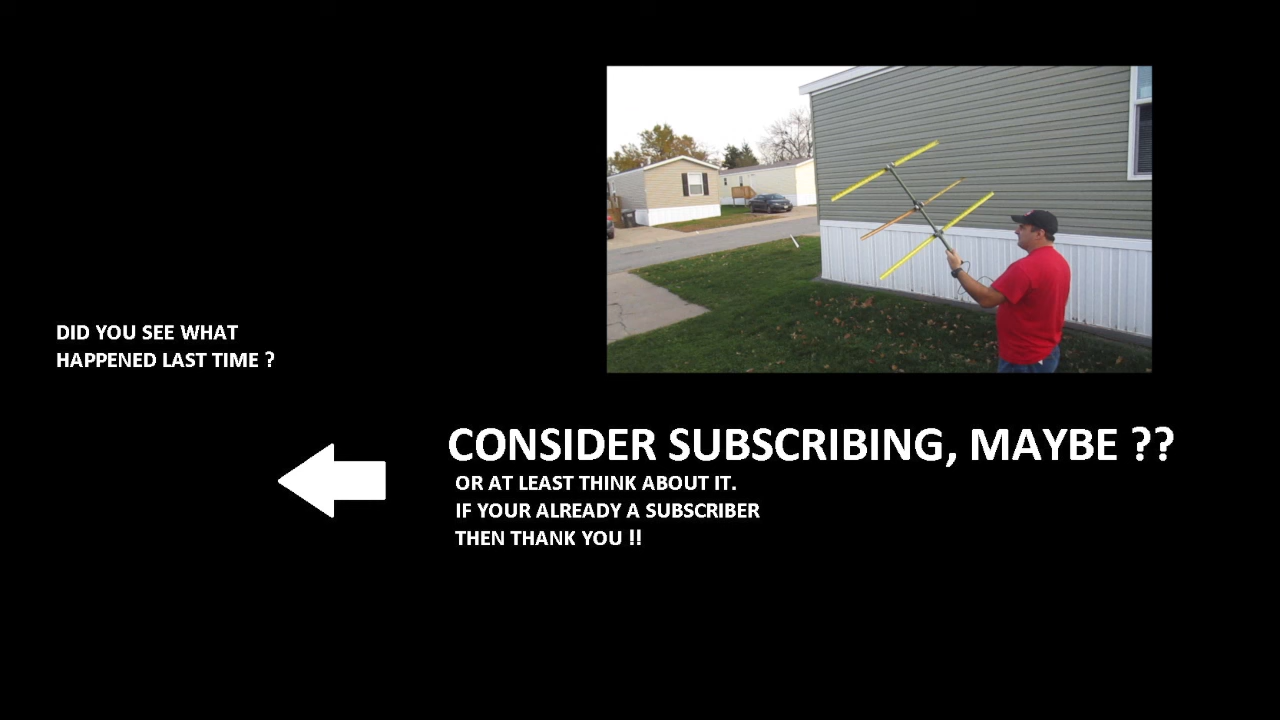 DID YOU SEE WHAT
HAPPENED LAST TIME ?
CONSIDER SUBSCRIBING, MAYBE ??
OR AT LEAST THINK ABOUT IT.
IF YOUR ALREADY A SUBSCRIBER
THEN THANK YOU !!